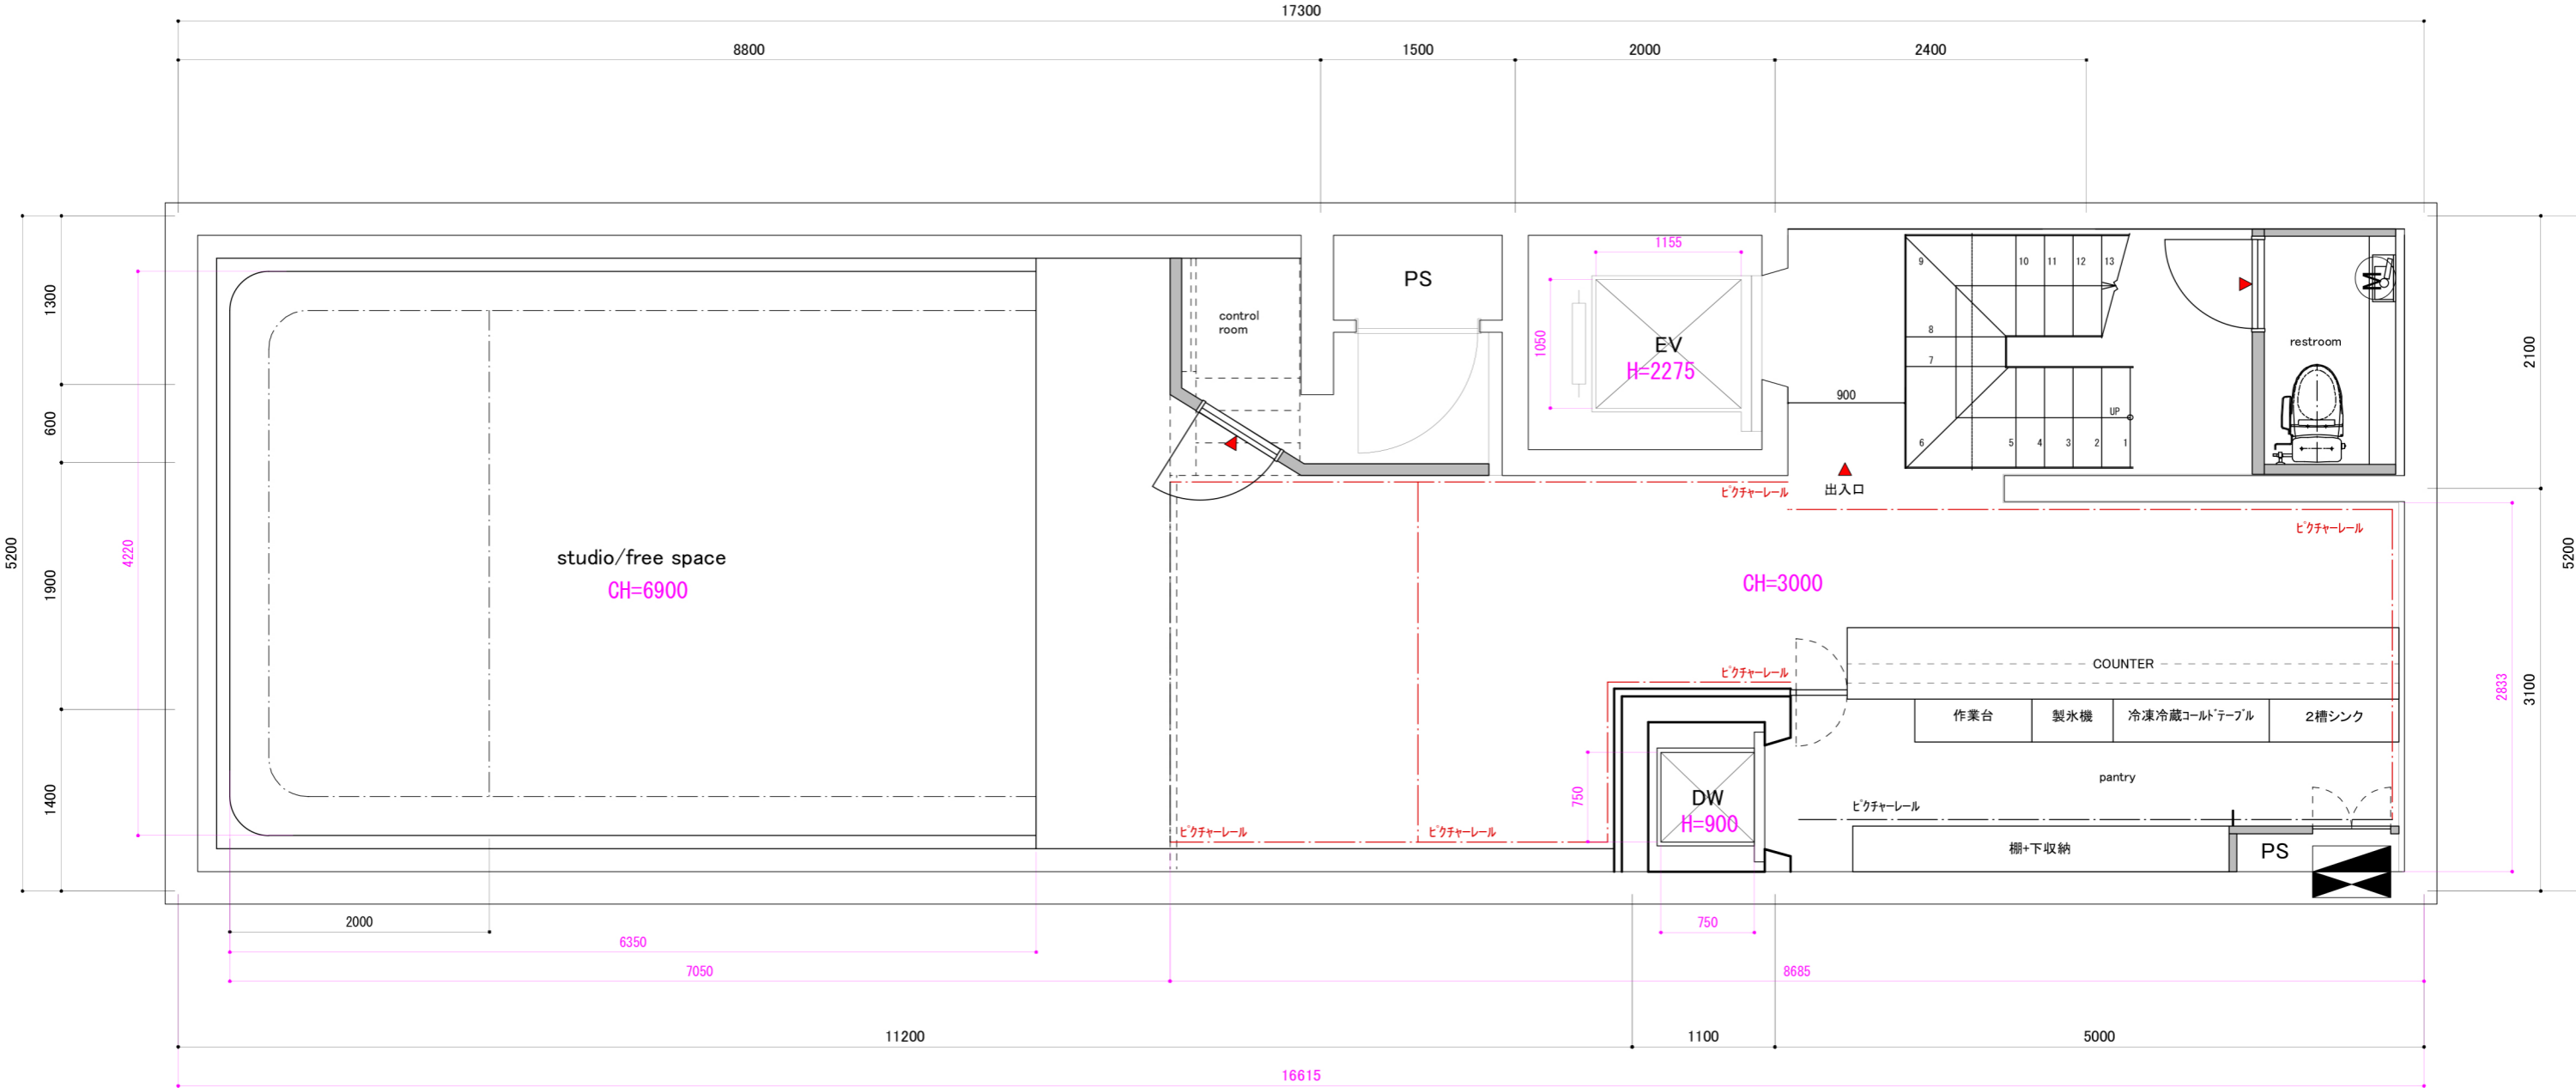 17300
8800
1500
2000
2400
1155
PS
9
10
11
12
13
M
1300
control
room
1050
EV
H=2275
8
7
restroom
2100
900
UP
600
6
5
4
3
2
1
出入口
ピクチャーレール
ピクチャーレール
5200
4220
studio/free space
CH=6900
CH=3000
5200
1900
ピクチャーレール
COUNTER
2833
3100
作業台
製氷機
冷凍冷蔵コールドテーブル
2槽シンク
pantry
1400
750
DW
H=900
ピクチャーレール
ピクチャーレール
ピクチャーレール
棚+下収納
PS
2000
750
6350
7050
8685
11200
1100
5000
16615